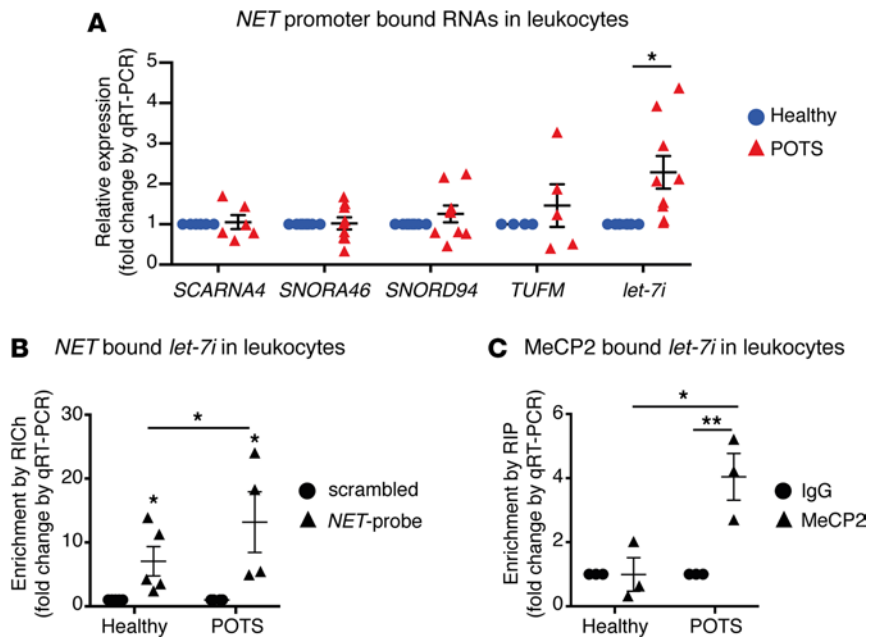 A NET promoter bound RNAs in leukocytes
Relative expression
(fold change by qRT-PCR)
5
4
3
2
1
0
*
Healthy
POTS
SCARNA4 SNORA46 SNORD94 TUFM let-7i
B NET bound let-7i in leukocytes
Enrichment by RICh
(fold change by qRT-PCR)
30
20
10
0
*
*
*
scrambled
NET-probe
Healthy POTS
C MeCP2 bound let-7i in leukocytes
Enrichment by RIP
(fold change by qRT-PCR)
6
4
2
0
*
**
IgG
MeCP2
Healthy POTS